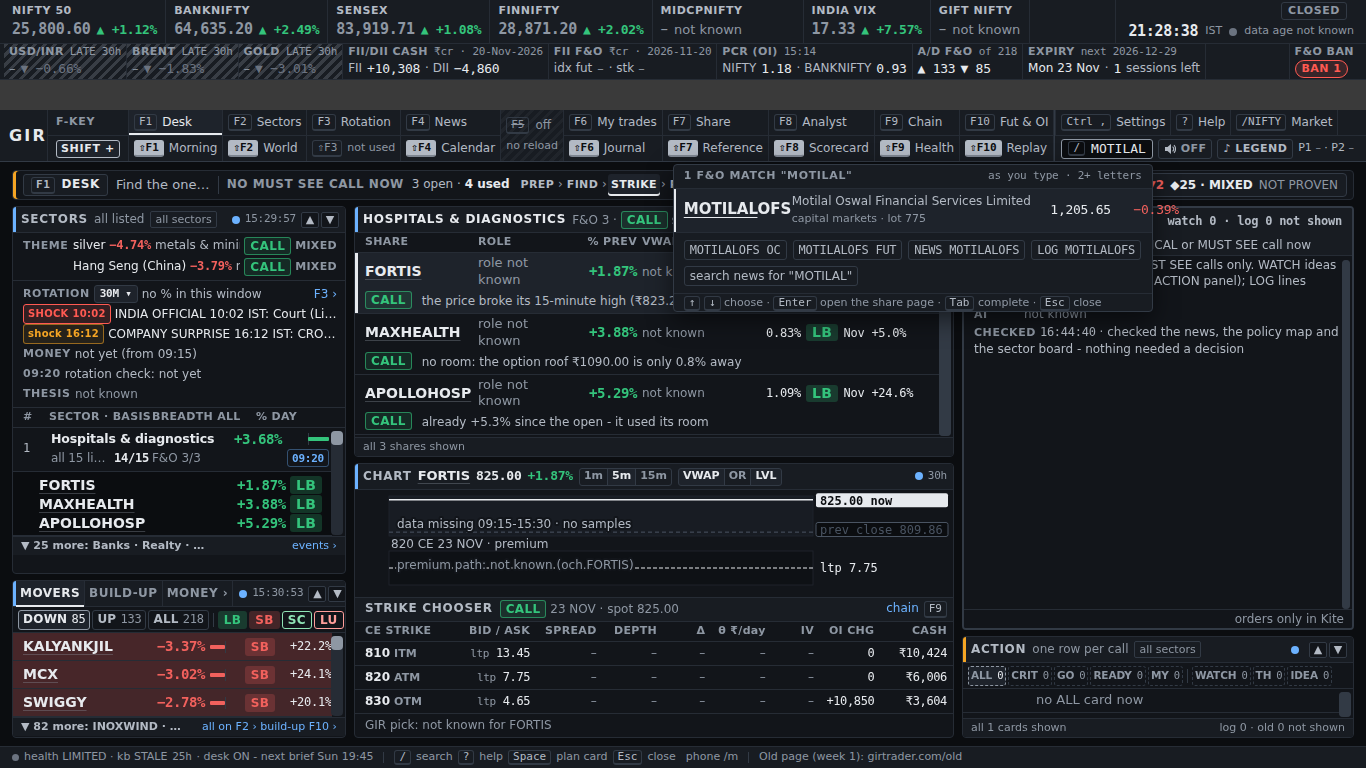 NIFTY 50 BANKNIFTY SENSEX FINNIFTY MIDCPNIFTY INDIA VIX GIFT NIFTY CLOSED
25,800.60 ▲ +1.12% 64,635.20 ▲ +2.49% 83,919.71 ▲ +1.08% 28,871.20 ▲ +2.02% – not known 17.33 ▲ +7.57% – not known 21:28:38 IST ● data age not known
USD/INR LATE 30h BRENT LATE 30h GOLD LATE 30h FII/DII CASH ₹cr · 20-Nov-2026 FII F&O ₹cr · 2026-11-20 PCR (OI) 15:14 A/D F&O of 218 EXPIRY next 2026-12-29 F&O BAN
– ▼ −0.66% – ▼ −1.83% – ▼ −3.01% FII +10,308 · DII −4,860 idx fut – · stk – NIFTY 1.18 · BANKNIFTY 0.93 ▲ 133 ▼ 85 Mon 23 Nov · 1 sessions left BAN 1
GIR F-KEY F1 Desk F2 Sectors F3 Rotation F4 News F5 off F6 My trades F7 Share F8 Analyst F9 Chain F10 Fut & OI Ctrl , Settings ? Help /NIFTY Market
SHIFT + ⇧F1 Morning ⇧F2 World ⇧F3 not used ⇧F4 Calendar no reload ⇧F6 Journal ⇧F7 Reference ⇧F8 Scorecard ⇧F9 Health ⇧F10 Replay / MOTILAL OFF ♪ LEGEND P1 – · P2 –
F1 DESK Find the one… NO MUST SEE CALL NOW 3 open · 4 used PREP › FIND › STRIKE › ◆25 · MIXED NOT PROVEN
1 F&O MATCH "MOTILAL" as you type · 2+ letters
MOTILALOFS Motilal Oswal Financial Services Limited 1,205.65 −0.39%
capital markets · lot 775
MOTILALOFS OC MOTILALOFS FUT NEWS MOTILALOFS LOG MOTILALOFS
search news for "MOTILAL"
↑ ↓ choose · Enter open the share page · Tab complete · Esc close
SECTORS all listed all sectors ● 15:29:57 ▲ ▼
THEME silver −4.74% metals & mini CALL MIXED
Hang Seng (China) −3.79% r CALL MIXED
ROTATION 30M ▾ no % in this window F3 ›
SHOCK 10:02 INDIA OFFICIAL 10:02 IST: Court (Li…
shock 16:12 COMPANY SURPRISE 16:12 IST: CRO…
MONEY not yet (from 09:15)
09:20 rotation check: not yet
THESIS not known
# SECTOR · BASIS BREADTH ALL % DAY
1 Hospitals & diagnostics +3.68%
all 15 li… 14/15 F&O 3/3 09:20
FORTIS +1.87% LB
MAXHEALTH +3.88% LB
APOLLOHOSP +5.29% LB
▼ 25 more: Banks · Realty · … events ›
MOVERS BUILD-UP MONEY › ● 15:30:53 ▲ ▼
DOWN 85 UP 133 ALL 218 LB SB SC LU
KALYANKJIL −3.37% SB +22.2%
MCX −3.02% SB +24.1%
SWIGGY −2.78% SB +20.1%
▼ 82 more: INOXWIND · … all on F2 › build-up F10 ›
HOSPITALS & DIAGNOSTICS F&O 3 · CALL
SHARE ROLE % PREV
FORTIS role not known +1.87% not k
CALL the price broke its 15-minute high (₹823.2
MAXHEALTH role not known +3.88% not known 0.83% LB Nov +5.0%
CALL no room: the option roof ₹1090.00 is only 0.8% away
APOLLOHOSP role not known +5.29% not known 1.09% LB Nov +24.6%
CALL already +5.3% since the open - it used its room
all 3 shares shown
CHART FORTIS 825.00 +1.87% 1m 5m 15m VWAP OR LVL ● 30h
825.00 now
data missing 09:15-15:30 · no samples
prev close 809.86
820 CE 23 NOV · premium
premium path: not known (och.FORTIS)
ltp 7.75
STRIKE CHOOSER CALL 23 NOV · spot 825.00 chain F9
CE STRIKE BID / ASK SPREAD DEPTH Δ θ ₹/day IV OI CHG CASH
810 ITM ltp 13.45 – – – – – 0 ₹10,424
820 ATM ltp 7.75 – – – – – 0 ₹6,006
830 OTM ltp 4.65 – – – – – +10,850 ₹3,604
GIR pick: not known for FORTIS
watch 0 · log 0 not shown
CAL or MUST SEE call now
ST SEE calls only. WATCH ideas
ACTION panel); LOG lines
AI not known
CHECKED 16:44:40 · checked the news, the policy map and
the sector board - nothing needed a decision
orders only in Kite
ACTION one row per call all sectors ● ▲ ▼
ALL 0 CRIT 0 GO 0 READY 0 MY 0 WATCH 0 TH 0 IDEA 0
no ALL card now
all 1 cards shown log 0 · old 0 not shown
● health LIMITED · kb STALE 25h · desk ON - next brief Sun 19:45 / search ? help Space plan card Esc close phone /m Old page (week 1): girtrader.com/old